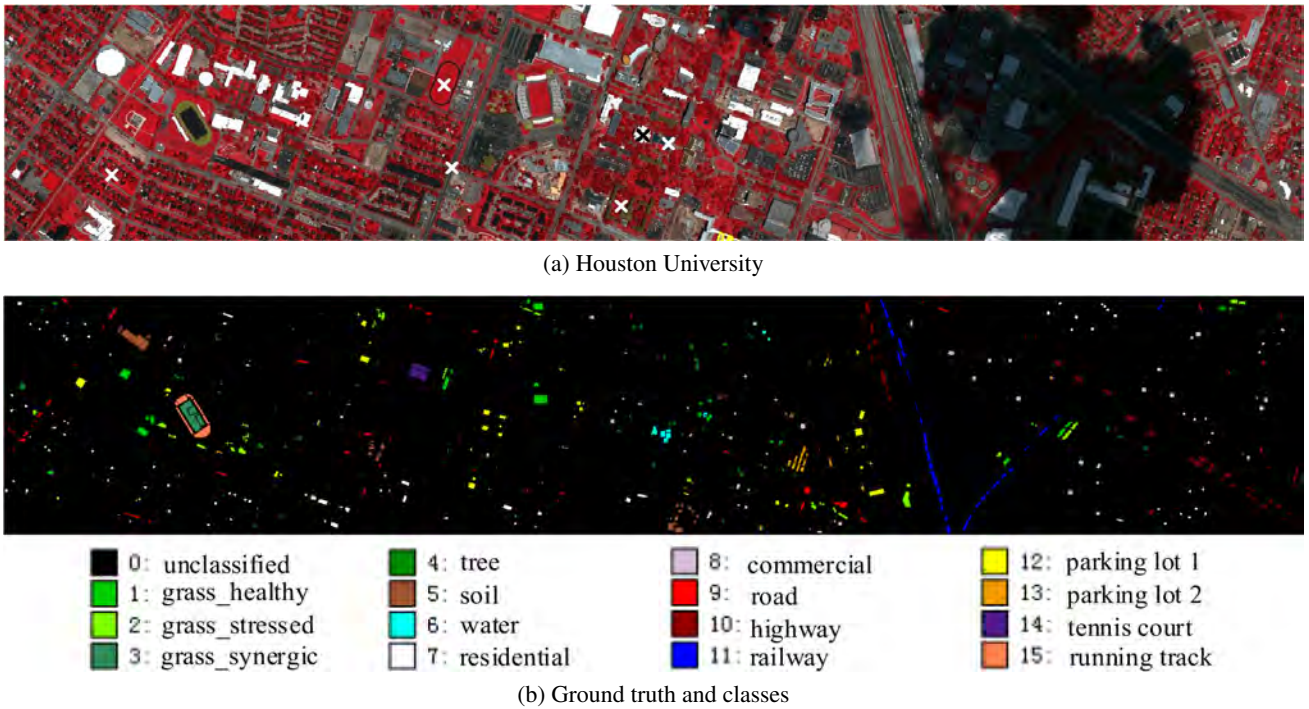 (a) Houston University
0: unclassified
1: grass_healthy
2: grass_stressed
3: grass_synergic
4: tree
5: soil
6: water
7: residential
8: commercial
9: road
10: highway
11: railway
12: parking lot 1
13: parking lot 2
14: tennis court
15: running track
(b) Ground truth and classes